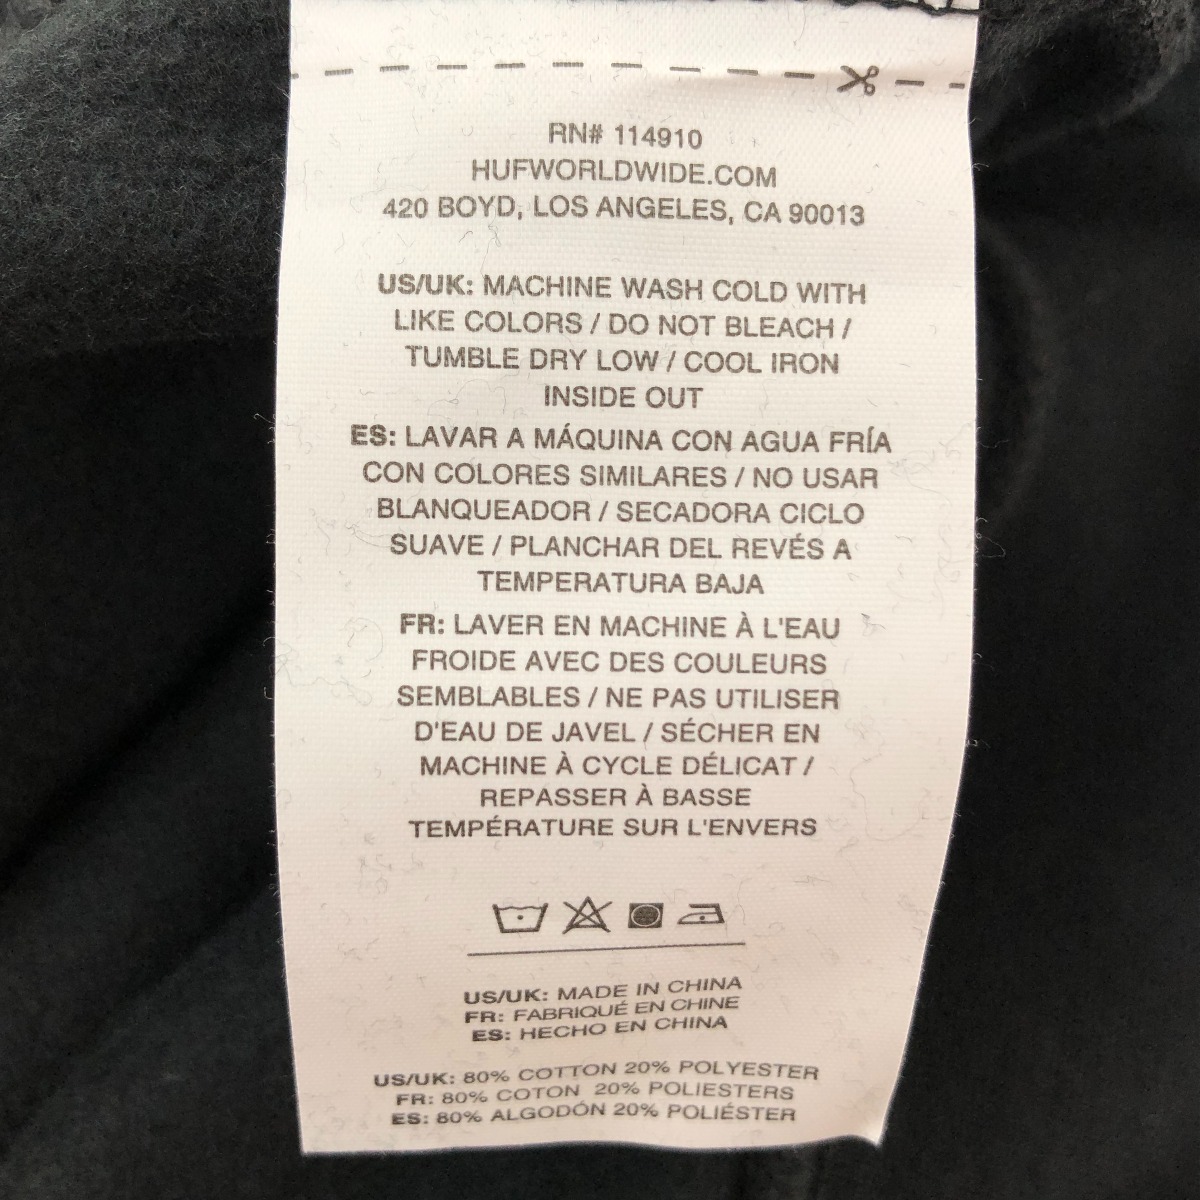 RN# 114910
HUFWORLDWIDE.COM
420 BOYD, LOS ANGELES, CA 90013
US/UK: MACHINE WASH COLD WITH
LIKE COLORS / DO NOT BLEACH /
TUMBLE DRY LOW / COOL IRON
INSIDE OUT
ES: LAVAR A MÁQUINA CON AGUA FRÍA
CON COLORES SIMILARES / NO USAR
BLANQUEADOR / SECADORA CICLO
SUAVE / PLANCHAR DEL REVÉS A
TEMPERATURA BAJA
FR: LAVER EN MACHINE À L'EAU
FROIDE AVEC DES COULEURS
SEMBLABLES / NE PAS UTILISER
D'EAU DE JAVEL / SÉCHER EN
MACHINE À CYCLE DÉLICAT /
REPASSER À BASSE
TEMPÉRATURE SUR L'ENVERS
US/UK: MADE IN CHINA
FR: FABRIQUÉ EN CHINE
ES: HECHO EN CHINA
US/UK: 80% COTTON 20% POLYESTER
FR: 80% COTON 20% POLIESTERS
ES: 80% ALGODÓN 20% POLIÉSTER